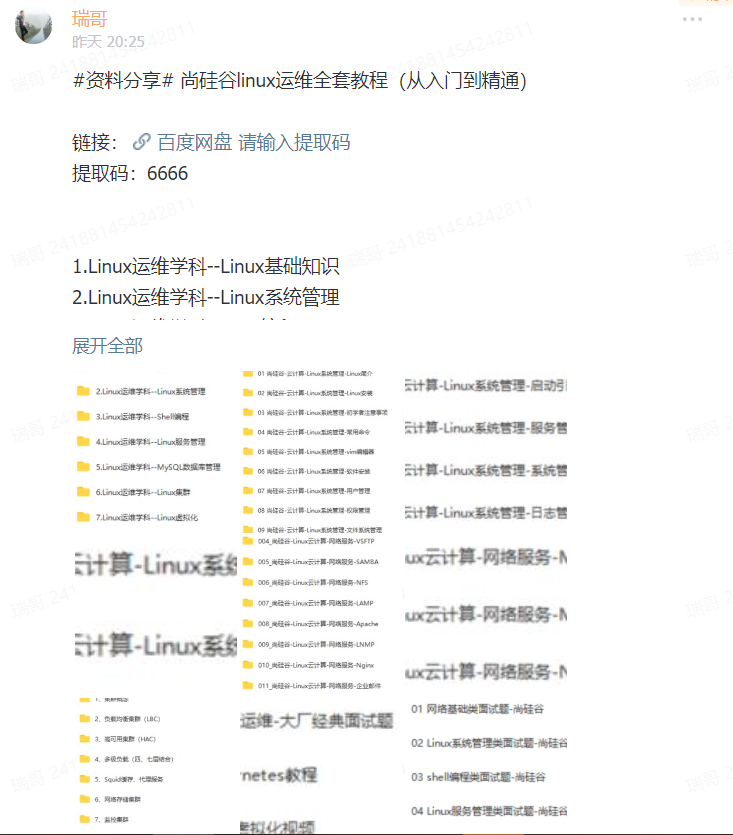 瑞哥
昨天 20:25
#资料分享# 尚硅谷linux运维全套教程（从入门到精通）
链接： 百度网盘 请输入提取码
提取码：6666
1.Linux运维学科--Linux基础知识
2.Linux运维学科--Linux系统管理
展开全部
2.Linux运维学科--Linux系统管理
3.Linux运维学科--Shell编程
4.Linux运维学科--Linux服务管理
5.Linux运维学科--MySQL数据库管理
6.Linux运维学科--Linux集群
7.Linux运维学科--Linux虚拟化
01 尚硅谷-云计算-Linux系统管理-Linux简介
02 尚硅谷-云计算-Linux系统管理-Linux安装
03 尚硅谷-云计算-Linux系统管理-初学者注意事项
04 尚硅谷-云计算-Linux系统管理-常用命令
05 尚硅谷-云计算-Linux系统管理-vim编辑器
06 尚硅谷-云计算-Linux系统管理-软件安装
07 尚硅谷-云计算-Linux系统管理-用户管理
08 尚硅谷-云计算-Linux系统管理-权限管理
09 尚硅谷-云计算-Linux系统管理-文件系统管理
云计算-Linux系统管理-启动引
云计算-Linux系统管理-服务管
云计算-Linux系统管理-系统管
云计算-Linux系统管理-日志管
云计算-Linux系统
云计算-Linux系统
004_尚硅谷-Linux云计算-网络服务-VSFTP
005_尚硅谷-Linux云计算-网络服务-SAMBA
006_尚硅谷-Linux云计算-网络服务-NFS
007_尚硅谷-Linux云计算-网络服务-LAMP
008_尚硅谷-Linux云计算-网络服务-Apache
009_尚硅谷-Linux云计算-网络服务-LNMP
010_尚硅谷-Linux云计算-网络服务-Nginx
011_尚硅谷-Linux云计算-网络服务-企业邮件
ux云计算-网络服务-N
ux云计算-网络服务-N
ux云计算-网络服务-N
1、集群概念
2、负载均衡集群（LBC）
3、高可用集群（HAC）
4、多级负载（四、七层结合）
5、Squid缓存、代理服务
6、网络存储集群
7、监控集群
运维-大厂经典面试题
rnetes教程
虚拟化视频
01 网络基础类面试题-尚硅谷
02 Linux系统管理类面试题-尚硅谷
03 shell编程类面试题-尚硅谷
04 Linux服务管理类面试题-尚硅谷
瑞哥 241881454242811